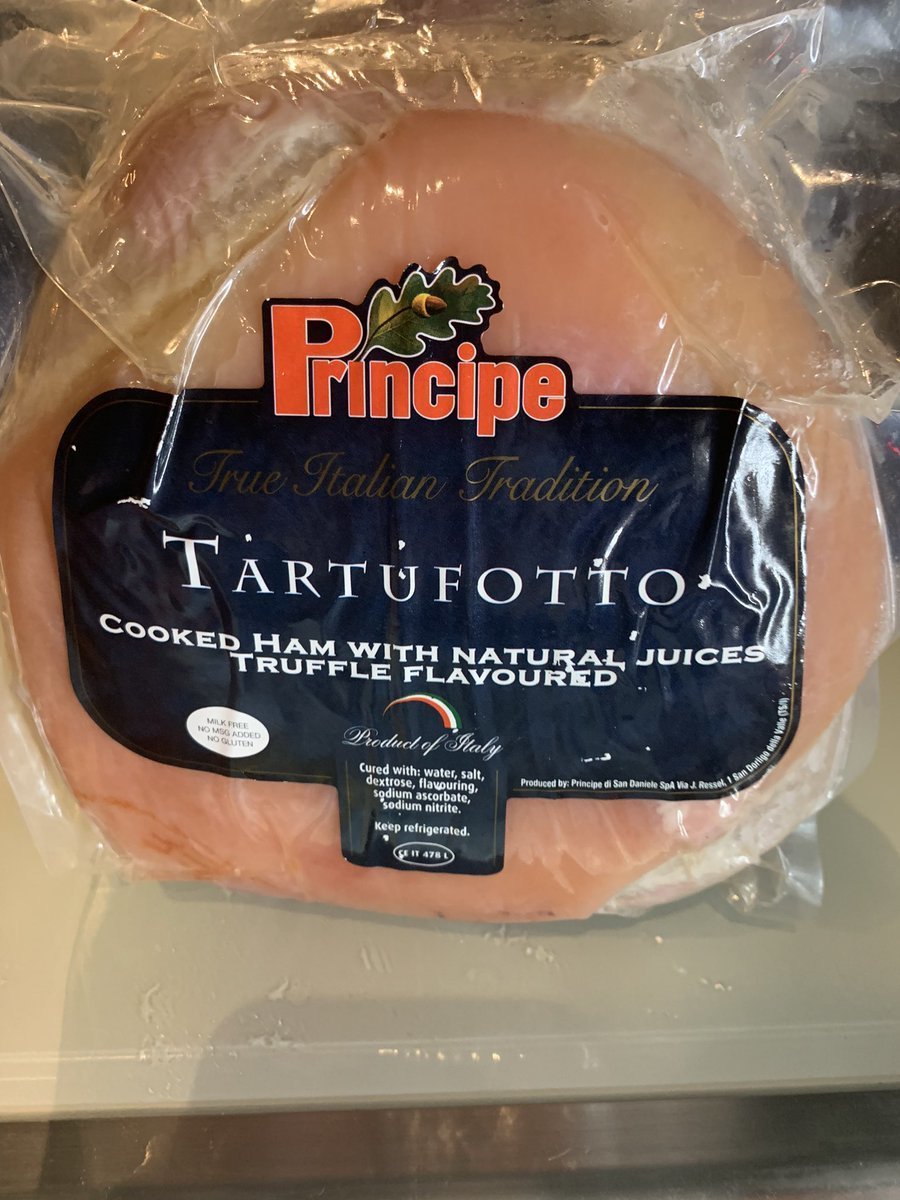 Principe
True Italian Tradition
TARTUFOTTO
COOKED HAM WITH NATURAL JUICES
TRUFFLE FLAVOURED
MILK FREE
NO MSG ADDED
NO GLUTEN
Product of Italy
Cured with: water, salt,
dextrose, flavouring,
sodium ascorbate,
sodium nitrite.
Keep refrigerated.
CE IT 478 L
Produced by: Principe di San Daniele SpA Via J. Ressel, 1 San Dorligo della Valle (TS/I)